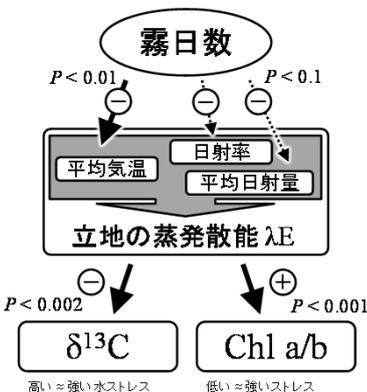 霧日数
P < 0.01
P < 0.1
−
−
−
日射率
平均気温
平均日射量
立地の蒸発散能 λE
−
+
P < 0.002
P < 0.001
δ¹³C
Chl a/b
高い ≈ 強い水ストレス
低い ≈ 強いストレス